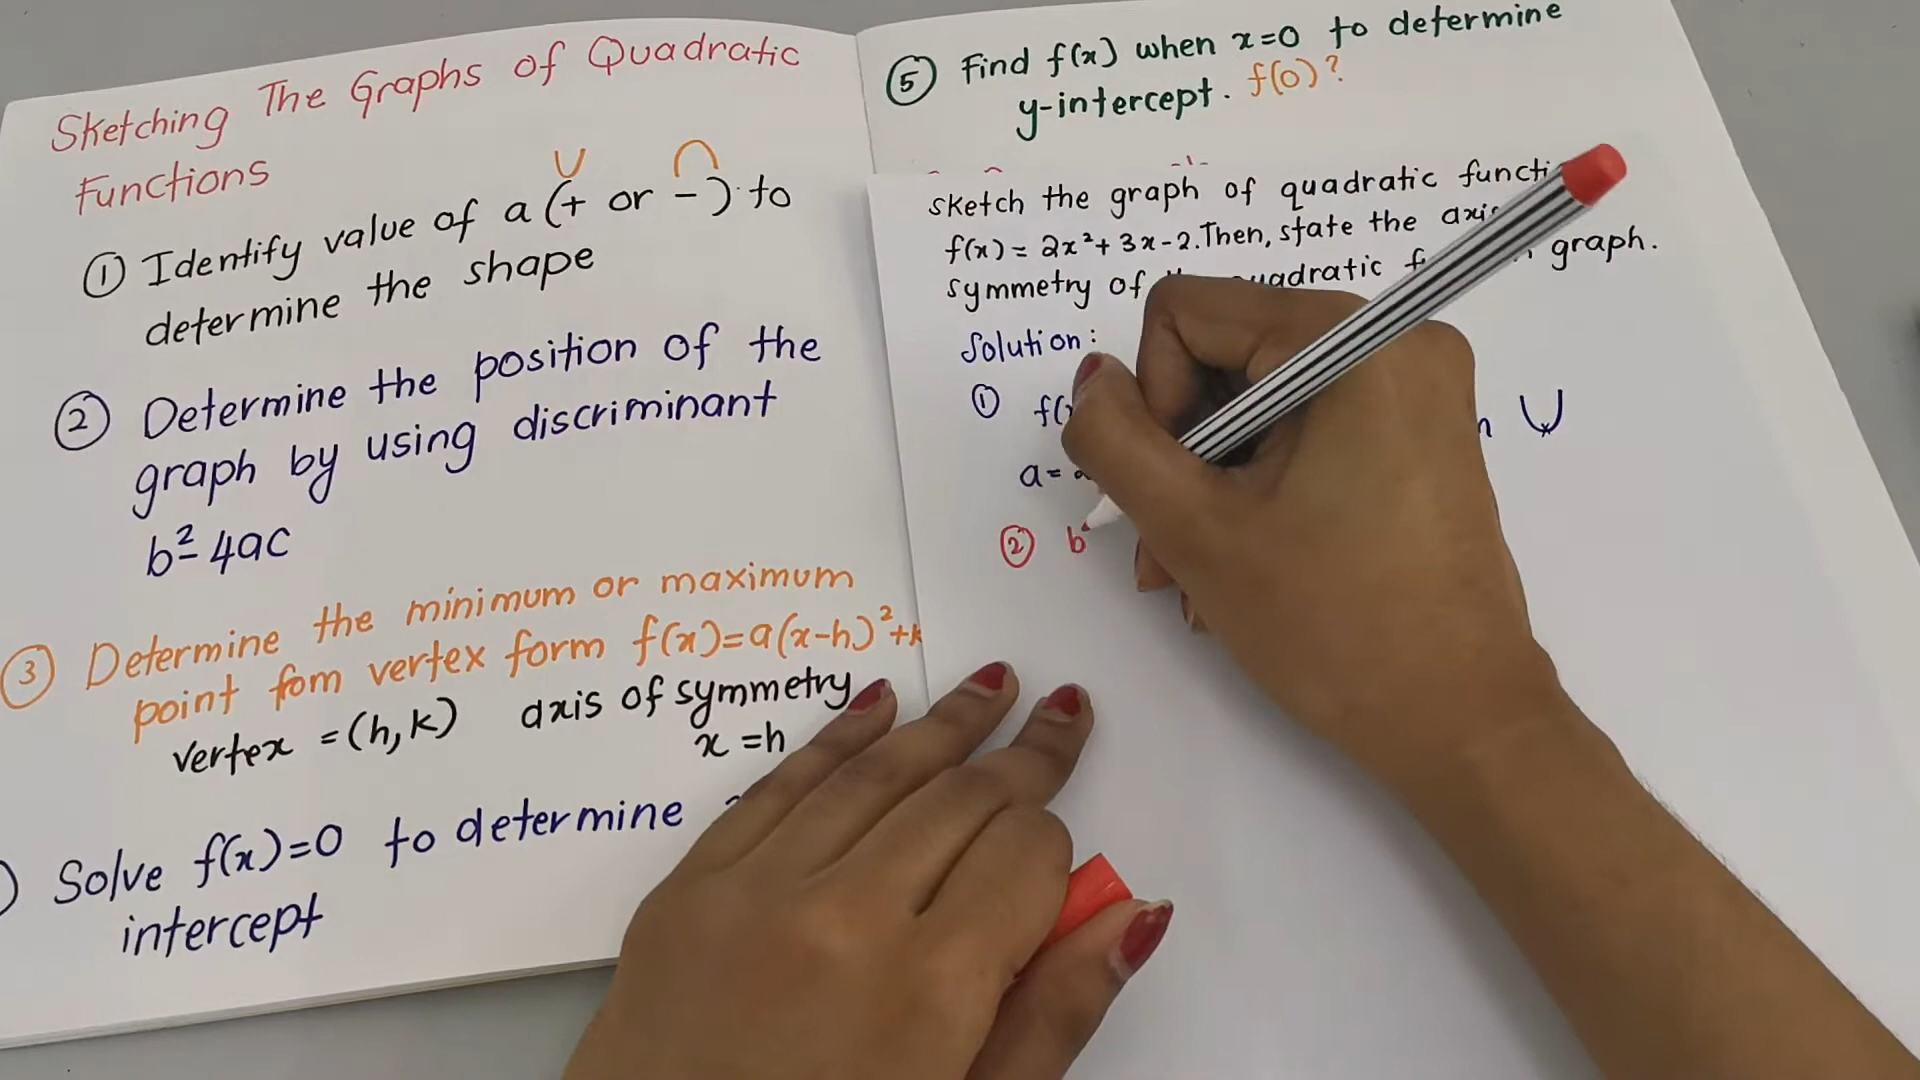 Sketching The Graphs of Quadratic
Functions
① Identify value of a (+ or -) to
determine the shape
② Determine the position of the
graph by using discriminant
b²-4ac
③ Determine the minimum or maximum
point fom vertex form f(x)=a(x-h)²+k
vertex =(h,k) axis of symmetry
x =h
Solve f(x)=0 to determine
intercept
⑤ Find f(x) when x=0 to determine
y-intercept. f(0)?
Sketch the graph of quadratic
f(x) = 2x²+3x-2. Then, state the
symmetry of graph.
Solution:
①
a=
② b